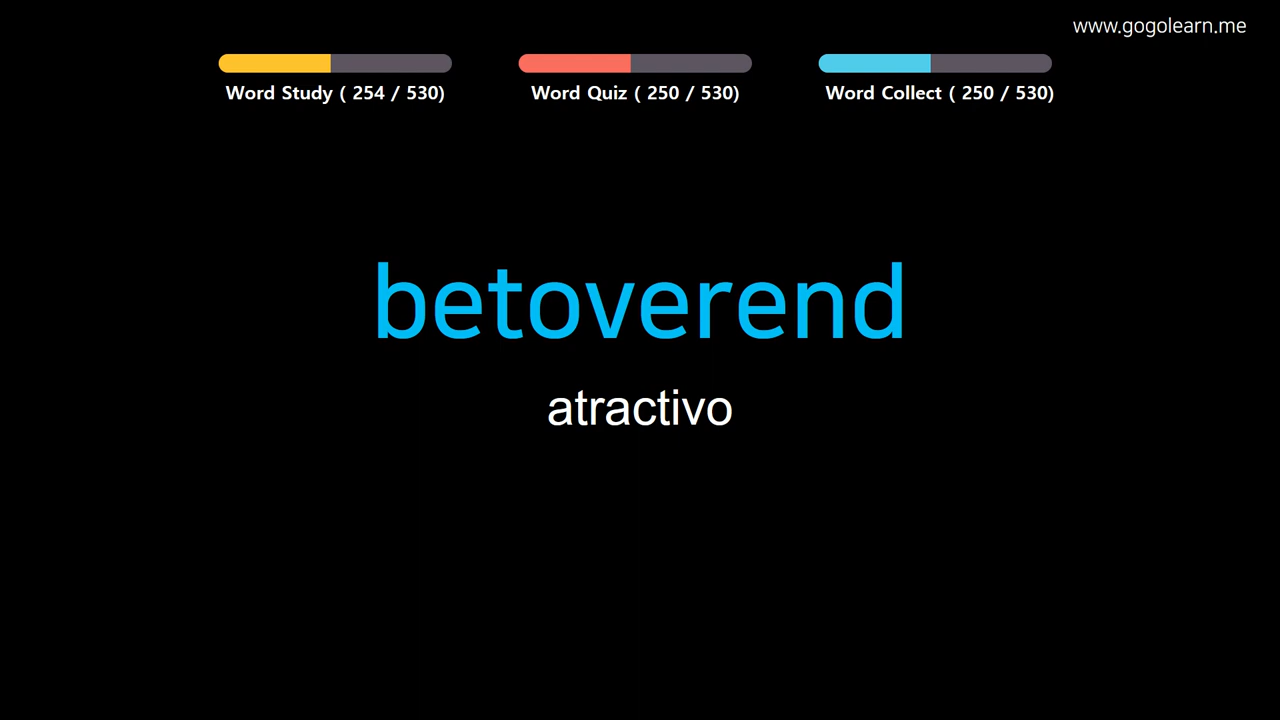 www.gogolearn.me
Word Study ( 254 / 530)
Word Quiz ( 250 / 530)
Word Collect ( 250 / 530)
betoverend
atractivo